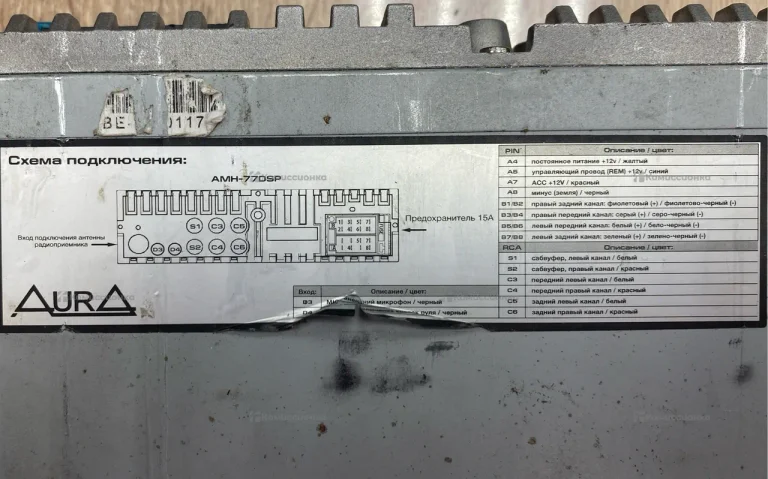 BE-
0117
Схема подключения:
AMH-770SP
Вход подключения антенны
радиоприемника
S1 C3 C5
D3 D4 S2 C4 C6
Предохранитель 15А
AURA
Вход: Описание / цвет:
B3 микрофон / черный
D4 руля / черный
PIN Описание / цвет:
A4 постоянное питание +12v / желтый
A5 управляющий провод (REM) +12v / синий
A7 ACC +12V / красный
A8 минус (земля) / черный
B1/B2 правый задний канал: фиолетовый (+) / фиолетово-черный (-)
B3/B4 правый передний канал: серый (+) / серо-черный (-)
B5/B6 левый передний канал: белый (+) / бело-черный (-)
B7/B8 левый задний канал: зеленый (+) / зелено-черный (-)
RCA Описание / цвет:
S1 сабвуфер, левый канал / белый
S2 сабвуфер, правый канал / красный
C3 передний левый канал / белый
C4 передний правый канал / красный
C5 задний левый канал / белый
C6 задний правый канал / красный
Комиссионка